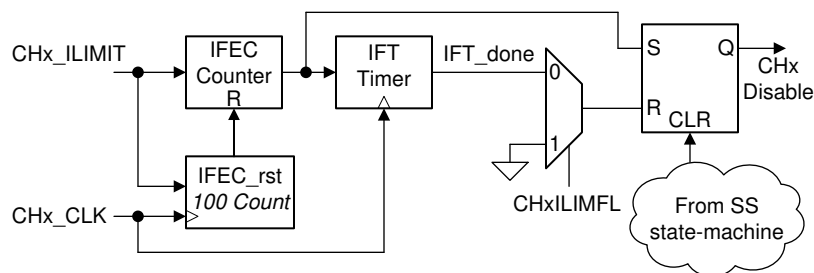 CHx_ILIMIT
IFEC
Counter
R
IFT
Timer
IFT_done
0
1
S
Q
R
CLR
CHx
Disable
IFEC_rst
100 Count
CHx_CLK
CHxILIMFL
From SS
state-machine